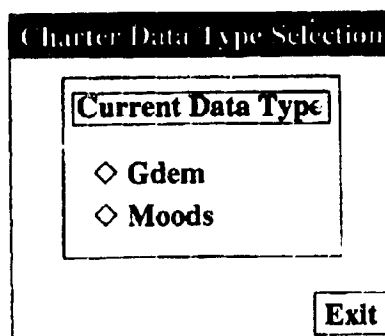 Charter Data Type Selection
Current Data Type
Gdem
Moods
Exit